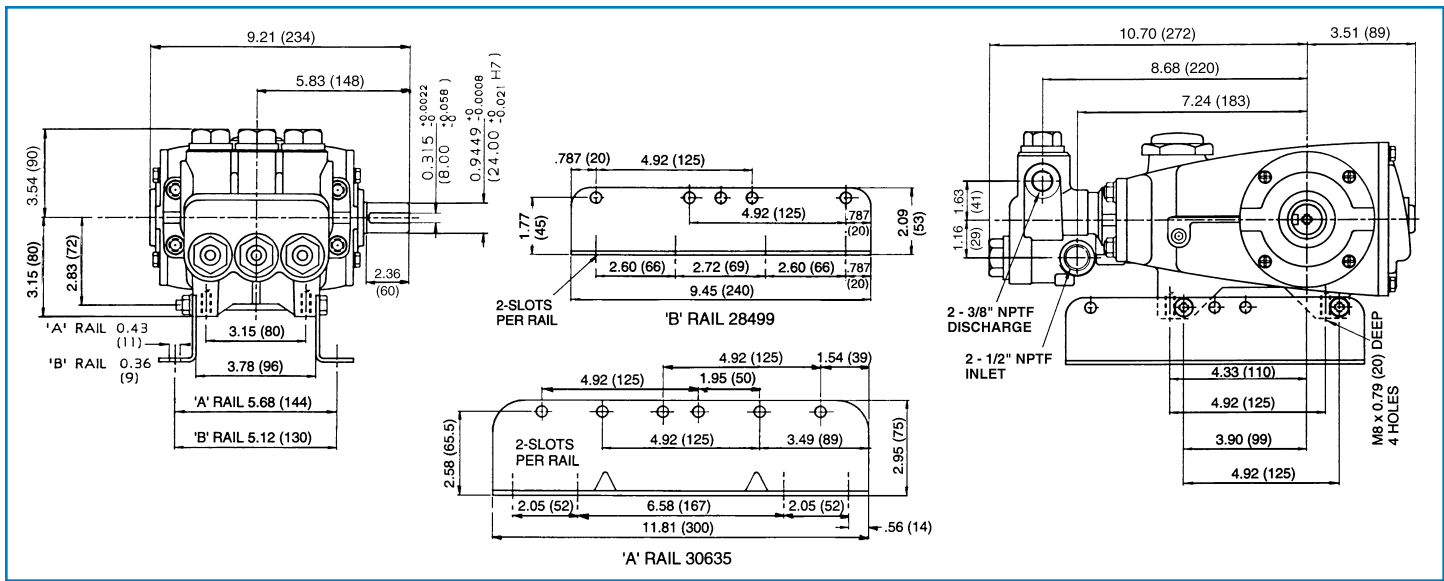 9.21 (234)
5.83 (148)
0.315 +0 -0.0022
(8.00 +0 -0.058 )
0.9449 +0 -0.0008
(24.00 +0 -0.021 H7 )
3.54 (90)
3.15 (80)
2.83 (72)
2.36
(60)
'A' RAIL 0.43
(11)
'B' RAIL 0.36
(9)
3.15 (80)
3.78 (96)
'A' RAIL 5.68 (144)
'B' RAIL 5.12 (130)
.787 (20)
4.92 (125)
1.77
(45)
4.92 (125)
.787
(20)
2.09
(53)
2.60 (66)
2.72 (69)
2.60 (66)
.787
(20)
9.45 (240)
2-SLOTS
PER RAIL
'B' RAIL 28499
4.92 (125)
1.54 (39)
4.92 (125)
1.95 (50)
2.58 (65.5)
2-SLOTS
PER RAIL
4.92 (125)
3.49 (89)
2.95 (75)
2.05 (52)
6.58 (167)
2.05 (52)
11.81 (300)
.56 (14)
'A' RAIL 30635
10.70 (272)
3.51 (89)
8.68 (220)
7.24 (183)
1.63
(41)
1.16
(29)
2 - 3/8" NPTF
DISCHARGE
2 - 1/2" NPTF
INLET
4.33 (110)
4.92 (125)
3.90 (99)
4.92 (125)
M8 x 0.79 (20) DEEP
4 HOLES